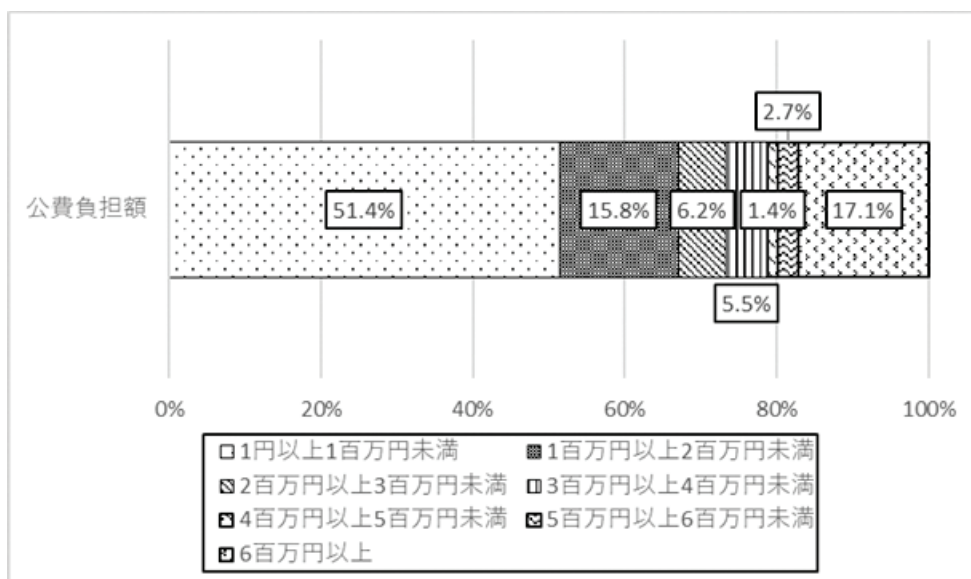 2.7%
公費負担額
51.4%
15.8%
6.2%
1.4%
17.1%
5.5%
0%
20%
40%
60%
80%
100%
1円以上1百万円未満
1百万円以上2百万円未満
2百万円以上3百万円未満
3百万円以上4百万円未満
4百万円以上5百万円未満
5百万円以上6百万円未満
6百万円以上